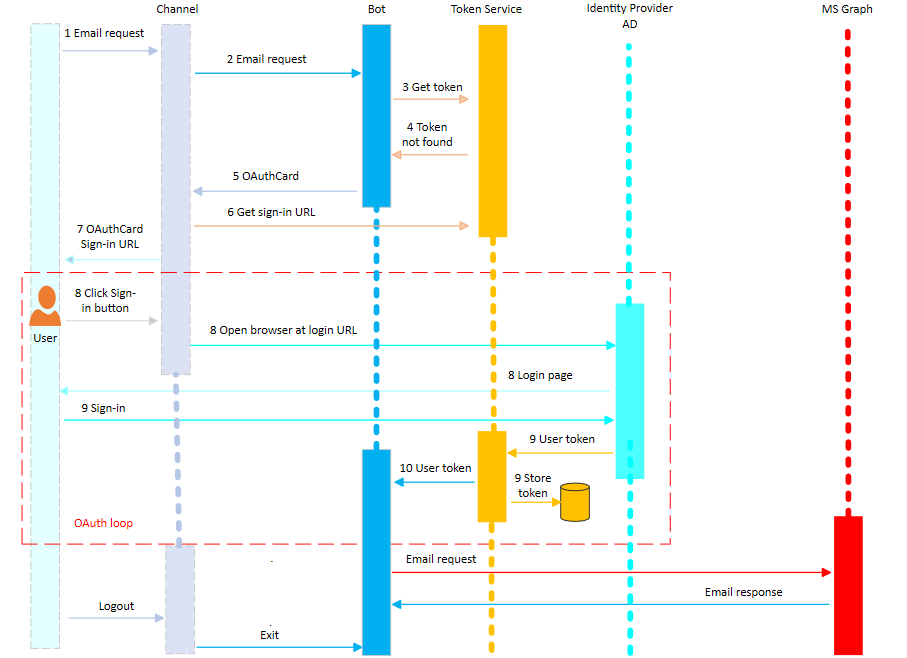 Channel
Bot
Token Service
Identity Provider
AD
MS Graph
1 Email request
2 Email request
3 Get token
4 Token
not found
5 OAuthCard
6 Get sign-in URL
7 OAuthCard
Sign-in URL
8 Click Sign-
in button
User
8 Open browser at login URL
8 Login page
9 Sign-in
9 User token
10 User token
9 Store
token
OAuth loop
Email request
Email response
Logout
Exit